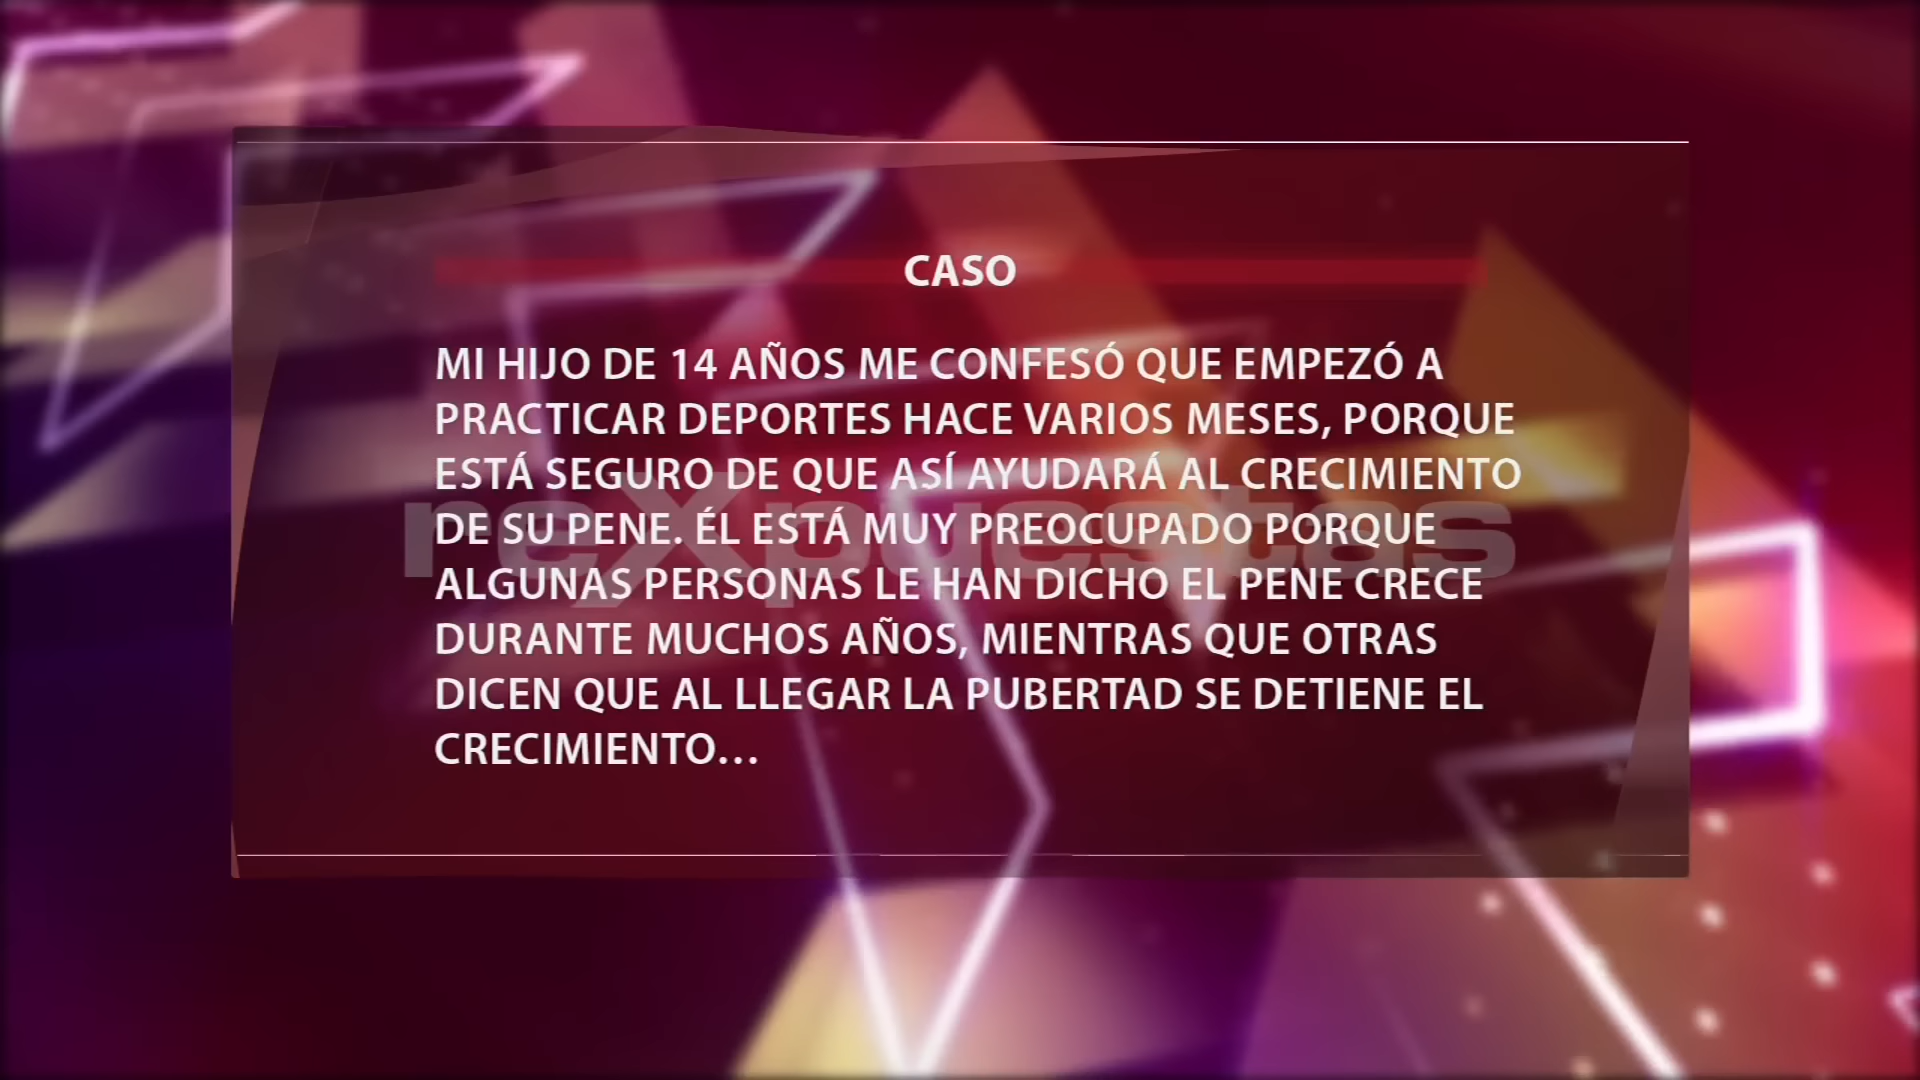 CASO
MI HIJO DE 14 AÑOS ME CONFESÓ QUE EMPEZÓ A
PRACTICAR DEPORTES HACE VARIOS MESES, PORQUE
ESTÁ SEGURO DE QUE ASÍ AYUDARÁ AL CRECIMIENTO
DE SU PENE. ÉL ESTÁ MUY PREOCUPADO PORQUE
ALGUNAS PERSONAS LE HAN DICHO EL PENE CRECE
DURANTE MUCHOS AÑOS, MIENTRAS QUE OTRAS
DICEN QUE AL LLEGAR LA PUBERTAD SE DETIENE EL
CRECIMIENTO...
reXpuestas